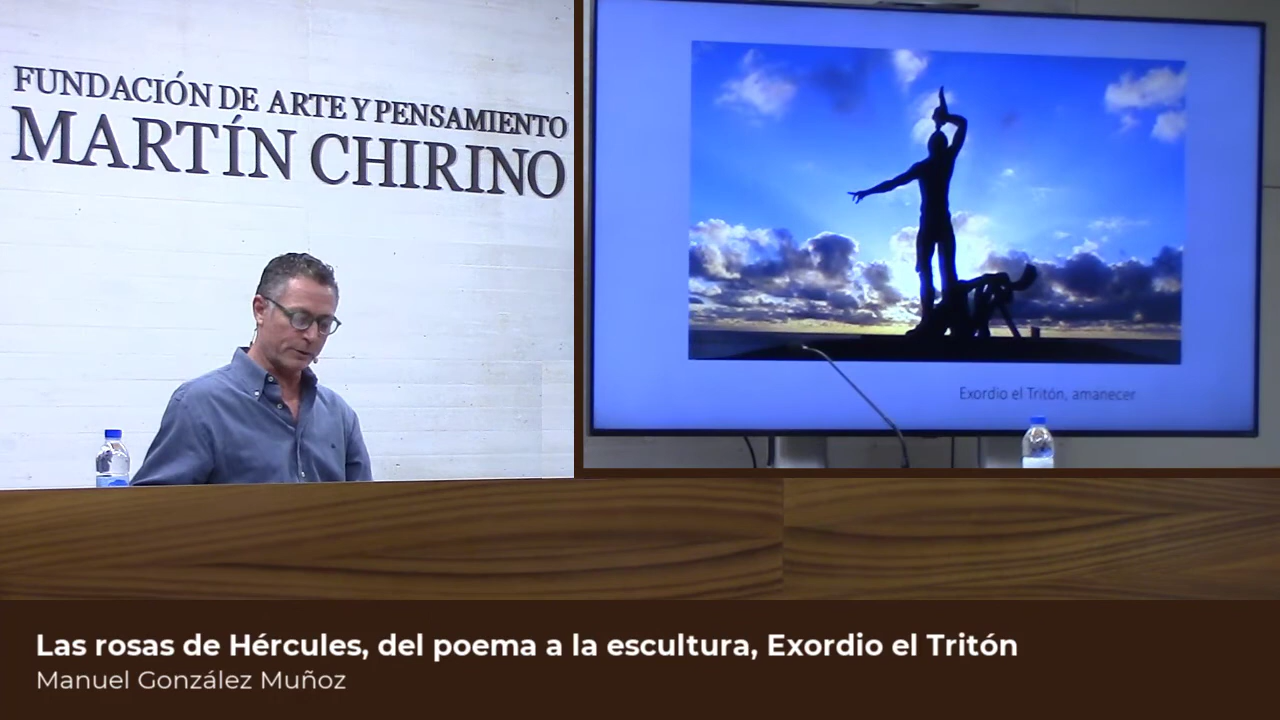 FUNDACIÓN DE ARTE Y PENSAMIENTO
MARTÍN CHIRINO
Exordio el Tritón, amanecer
Las rosas de Hércules, del poema a la escultura, Exordio el Tritón
Manuel González Muñoz